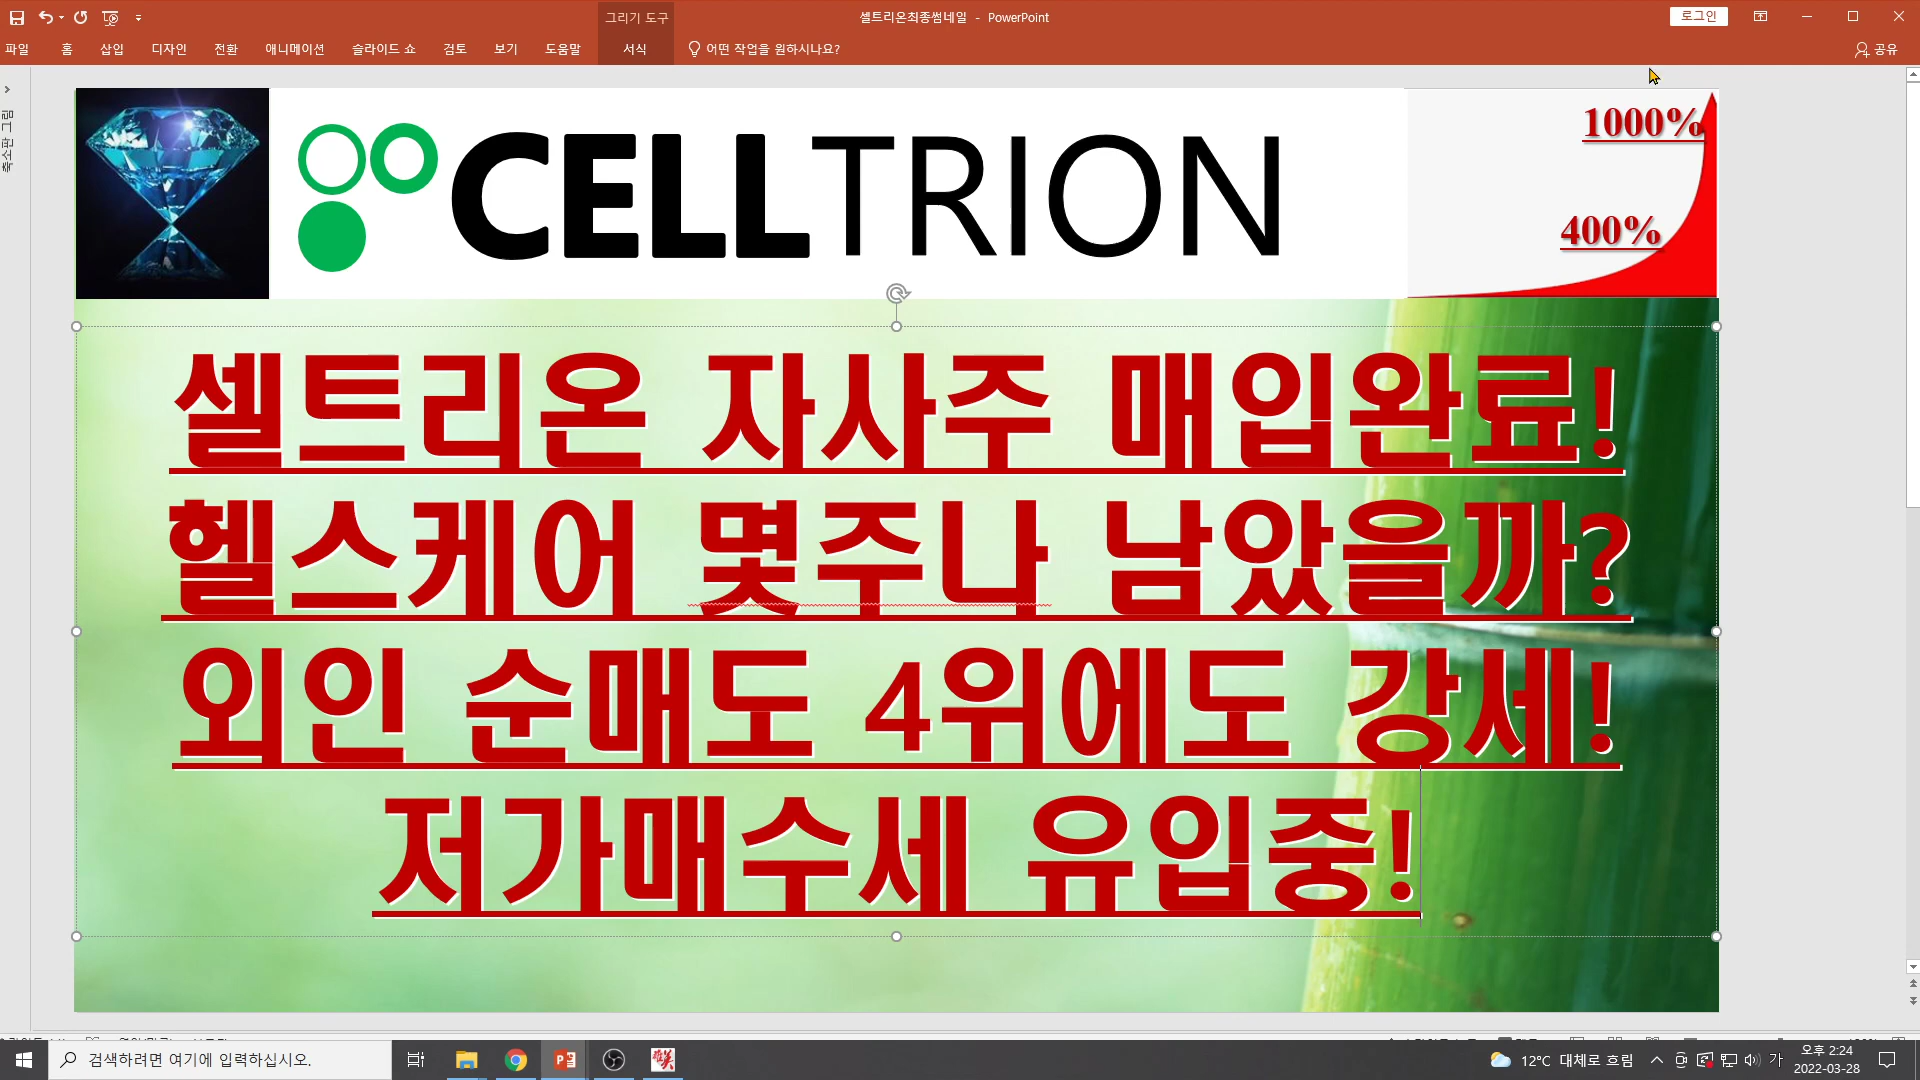 그리기 도구
셀트리온최종썸네일 - PowerPoint
로그인
파일 홈 삽입 디자인 전환 애니메이션 슬라이드 쇼 검토 보기 도움말 서식 어떤 작업을 원하시나요? 공유
축소판 그림
CELLTRION
1000%
400%
셀트리온 자사주 매입완료!
헬스케어 몇주나 남았을까?
외인 순매도 4위에도 강세!
저가매수세 유입중!
검색하려면 여기에 입력하십시오.
12°C 대체로 흐림
가
오후 2:24
2022-03-28